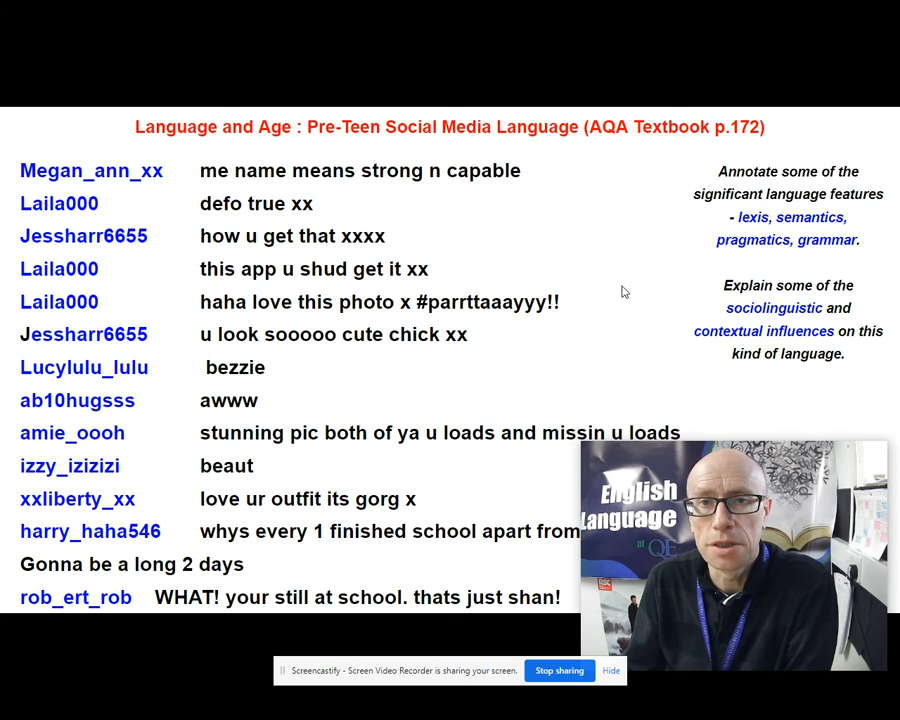 Language and Age : Pre-Teen Social Media Language (AQA Textbook p.172)
Megan_ann_xx me name means strong n capable
Laila000 defo true xx
Jessharr6655 how u get that xxxx
Laila000 this app u shud get it xx
Laila000 haha love this photo x #parrttaaayyy!!
Jessharr6655 u look sooooo cute chick xx
Lucylulu_lulu bezzie
ab10hugsss awww
amie_oooh stunning pic both of ya u loads and missin u loads
izzy_izizizi beaut
xxliberty_xx love ur outfit its gorg x
harry_haha546 whys every 1 finished school apart from
Gonna be a long 2 days
rob_ert_rob WHAT! your still at school. thats just shan!
Annotate some of the
significant language features
- lexis, semantics,
pragmatics, grammar.
Explain some of the
sociolinguistic and
contextual influences on this
kind of language.
English
Language
at QE
Screencastify - Screen Video Recorder is sharing your screen.
Stop sharing
Hide